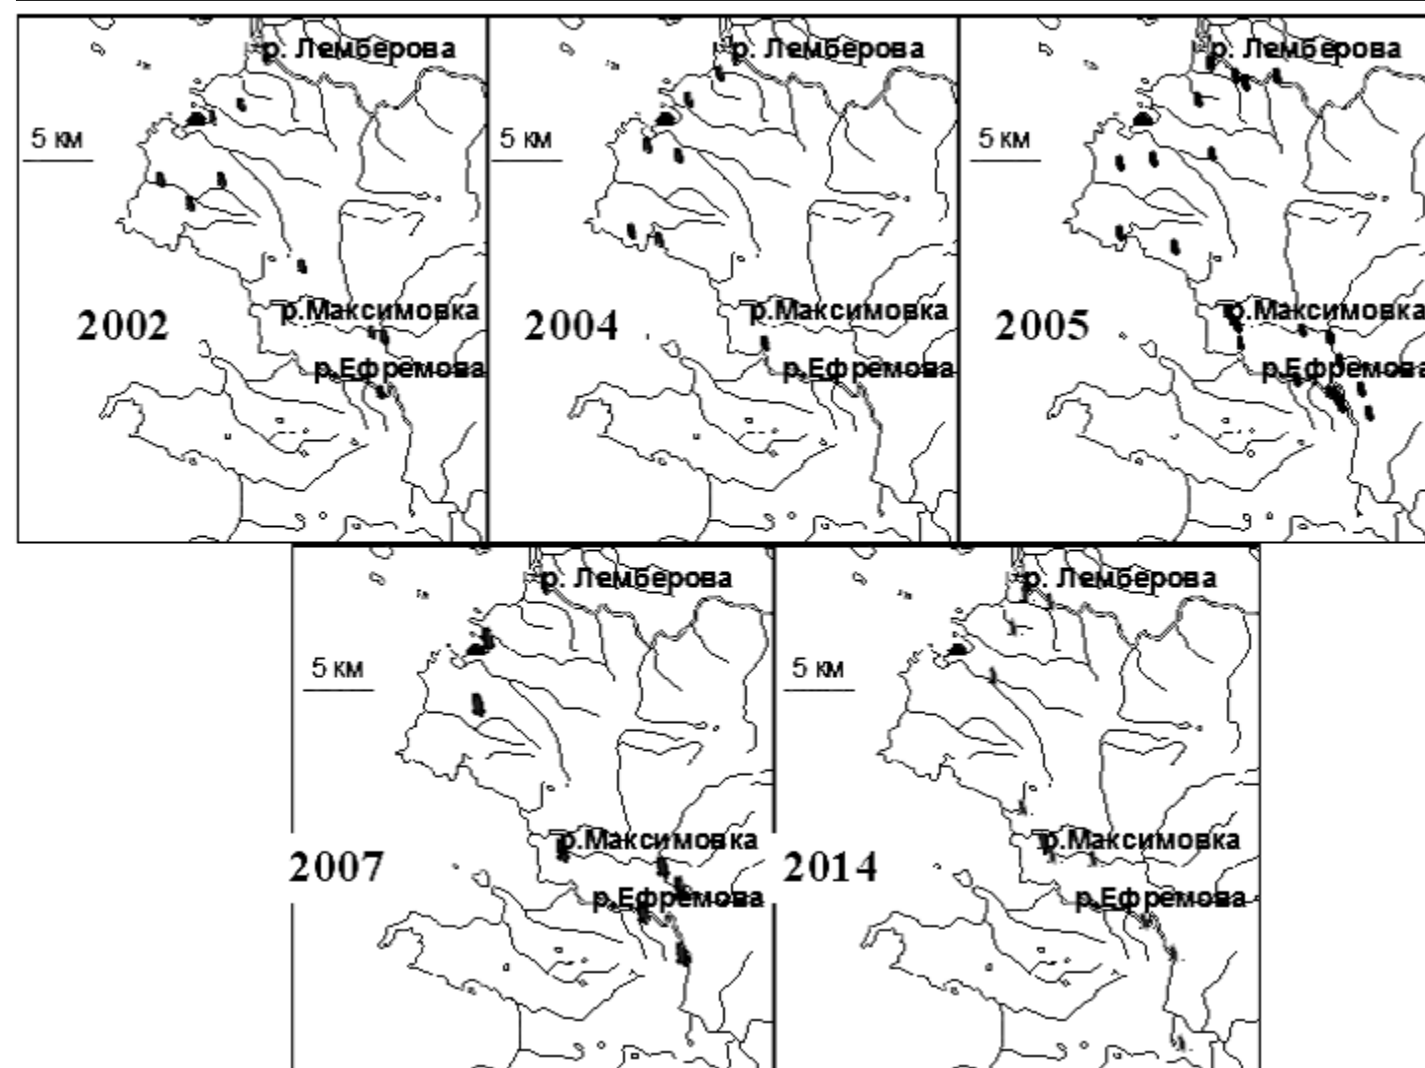 р. Лемберова
5 км
2002
р.Максимовка
р.Ефремова
р. Лемберова
5 км
2004
р.Максимовка
р.Ефремова
р. Лемберова
5 км
2005
р.Максимовка
р.Ефремова
р. Лемберова
5 км
2007
р.Максимовка
р.Ефремова
р. Лемберова
5 км
2014
р.Максимовка
р.Ефремова